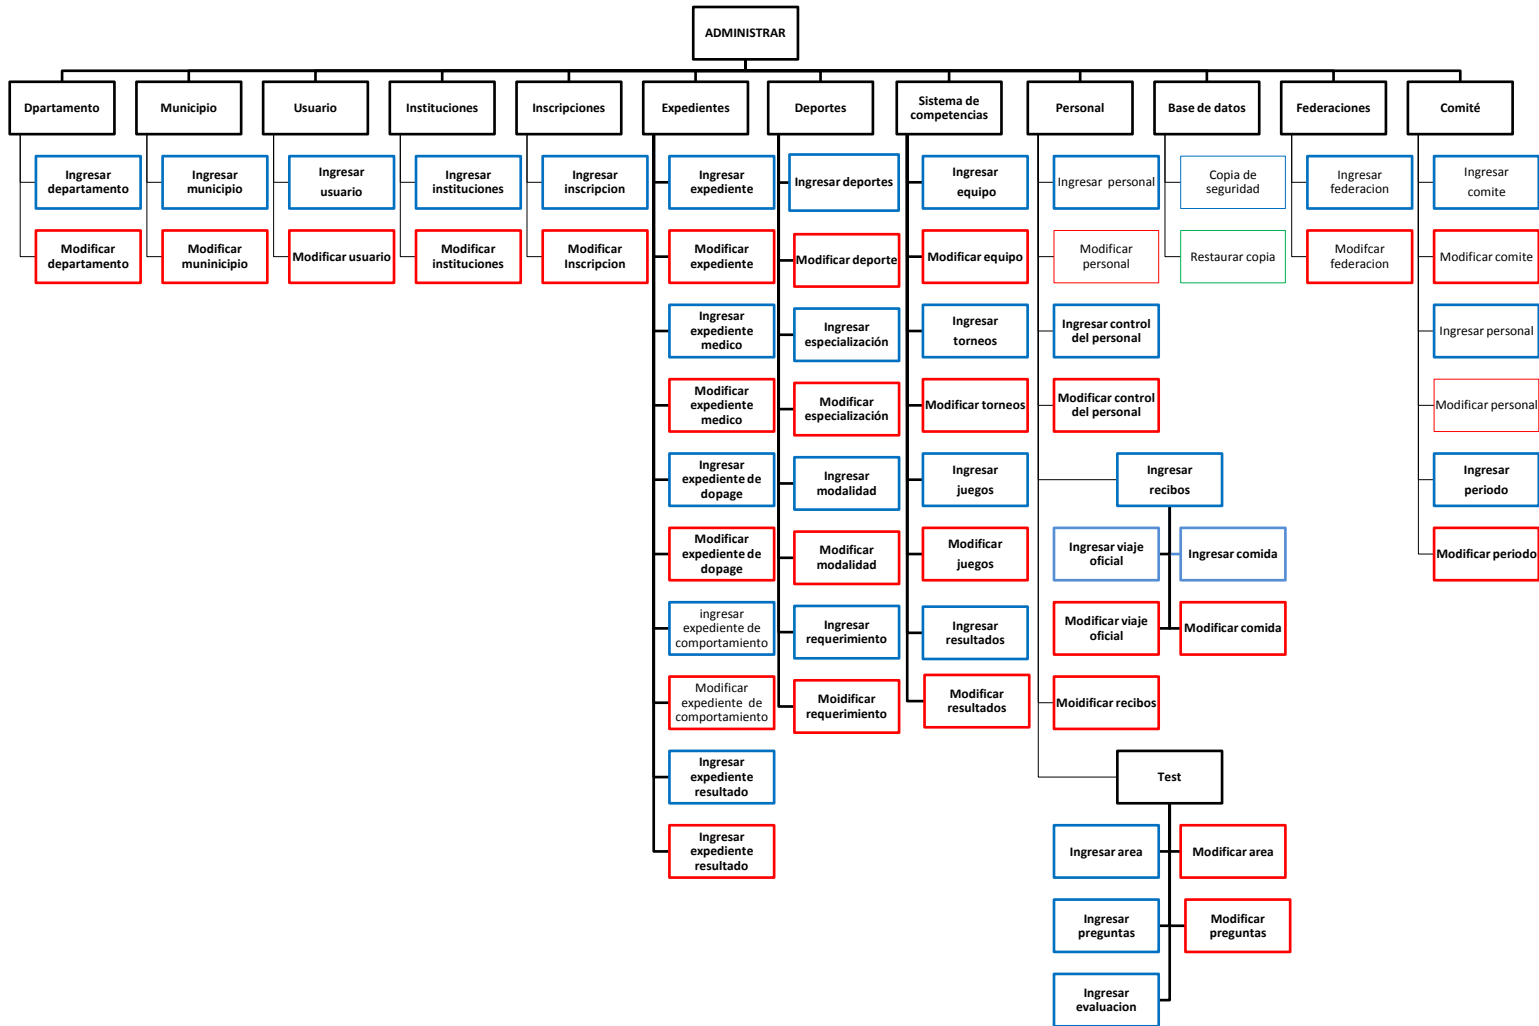 ADMINISTRAR
Dpartamento
Municipio
Usuario
Instituciones
Inscripciones
Expedientes
Deportes
Sistema de
competencias
Personal
Base de datos
Federaciones
Comité
Ingresar
departamento
Modificar
departamento
Ingresar
municipio
Modificar
muninicipio
Ingresar
usuario
Modificar usuario
Ingresar
instituciones
Modificar
instituciones
Ingresar
inscripcion
Modificar
Inscripcion
Ingresar
expediente
Modificar
expediente
Ingresar
expediente
medico
Modificar
expediente
medico
Ingresar
expediente de
dopage
Modificar
expediente de
dopage
ingresar
expediente de
comportamiento
Modificar
expediente de
comportamiento
Ingresar
expediente
resultado
Ingresar
expediente
resultado
Ingresar deportes
Modificar deporte
Ingresar
especialización
Modificar
especialización
Ingresar
modalidad
Modificar
modalidad
Ingresar
requerimiento
Moidificar
requerimiento
Ingresar
equipo
Modificar equipo
Ingresar
torneos
Modificar torneos
Ingresar
juegos
Modificar
juegos
Ingresar
resultados
Modificar
resultados
Ingresar personal
Modificar
personal
Ingresar control
del personal
Modificar control
del personal
Ingresar
recibos
Ingresar viaje
oficial
Ingresar comida
Modificar viaje
oficial
Modificar comida
Moidificar recibos
Test
Ingresar area
Modificar area
Ingresar
preguntas
Modificar
preguntas
Ingresar
evaluacion
Copia de
seguridad
Restaurar copia
Ingresar
federacion
Modifcar
federacion
Ingresar
comite
Modificar comite
Ingresar personal
Modificar personal
Ingresar
periodo
Modificar periodo